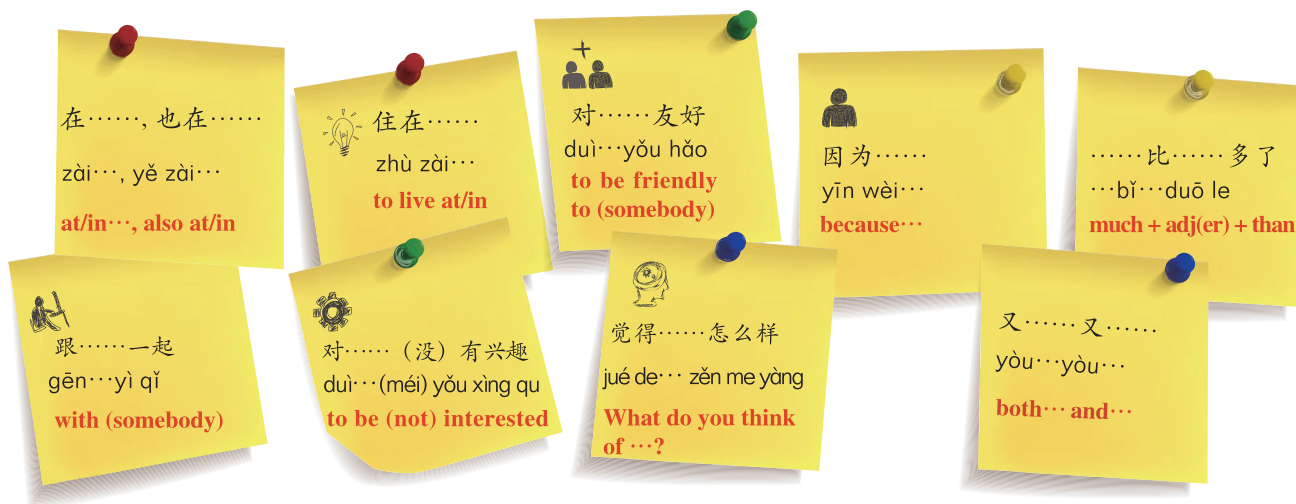 在……, 也在……
zài…, yě zài…
at/in…, also at/in
住在……
zhù zài…
to live at/in
对……友好
duì…yǒu hǎo
to be friendly
to (somebody)
因为……
yīn wèi…
because…
……比……多了
…bǐ…duō le
much + adj(er) + than
跟……一起
gēn…yì qǐ
with (somebody)
对……（没）有兴趣
duì…(méi) yǒu xìng qu
to be (not) interested
觉得……怎么样
jué de… zěn me yàng
What do you think
of …?
又……又……
yòu…yòu…
both… and…